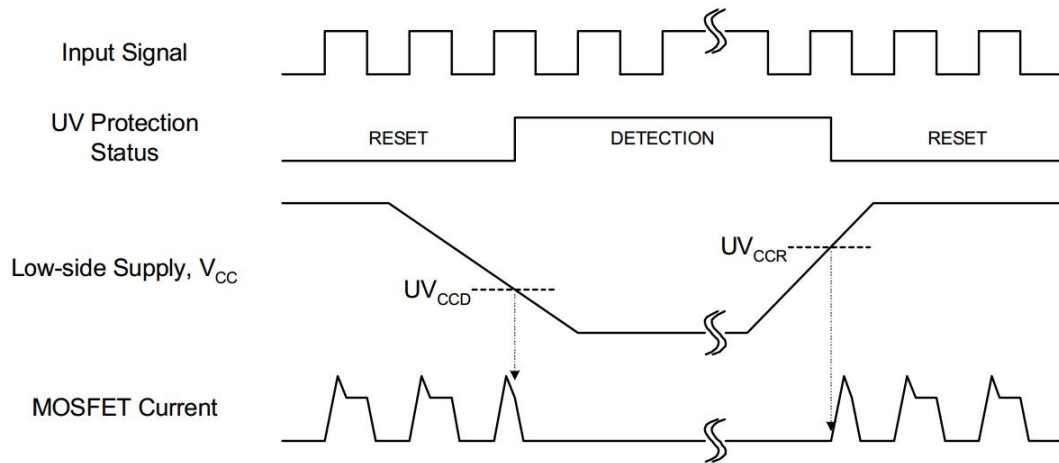 Input Signal
UV Protection
Status
RESET
DETECTION
RESET
Low-side Supply, VCC
UVCCD
UVCCR
MOSFET Current